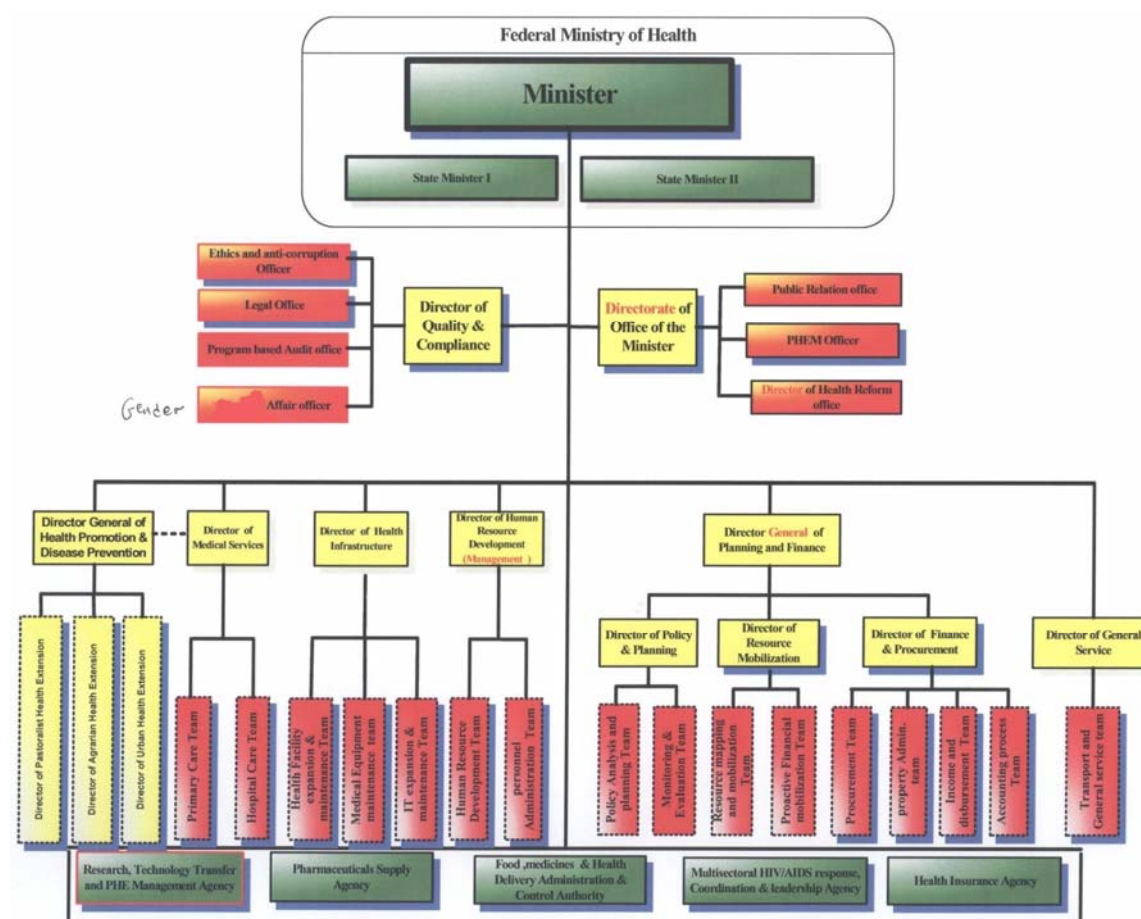 Federal Ministry of Health
Minister
State Minister I
State Minister II
Ethics and anti-corruption
Officer
Legal Office
Program based Audit office
Gender
Affair officer
Director of
Quality &
Compliance
Directorate of
Office of the
Minister
Public Relation office
PHEM Officer
Director of Health Reform
office
Director General of
Health Promotion &
Disease Prevention
Director of
Medical Services
Director of Health
Infrastructure
Director of Human
Resource
Development
(Management )
Director General of
Planning and Finance
Director of Policy
& Planning
Director of
Resource
Mobilization
Director of Finance
& Procurement
Director of General
Service
Director of Pastoralist Health Extension
Director of Agrarian Health Extension
Director of Urban Health Extension
Primary Care Team
Hospital Care Team
Health Facility
expansion &
maintenance Team
Medical Equipment
maintenance team
IT expansion &
maintenance Team
Human Resource
Development Team
personnel
Administration Team
Policy Analysis and
planning Team
Monitoring &
Evaluation Team
Resource mapping
and mobilization
Team
Proactive Financial
mobilization Team
Procurement Team
property Admin.
team
Income and
disbursement Team
Accounting process
Team
Transport and
General service team
Research, Technology Transfer
and PHE Management Agency
Pharmaceuticals Supply
Agency
Food ,medicines & Health
Delivery Administration &
Control Authority
Multisectoral HIV/AIDS response,
Coordination & leadership Agency
Health Insurance Agency